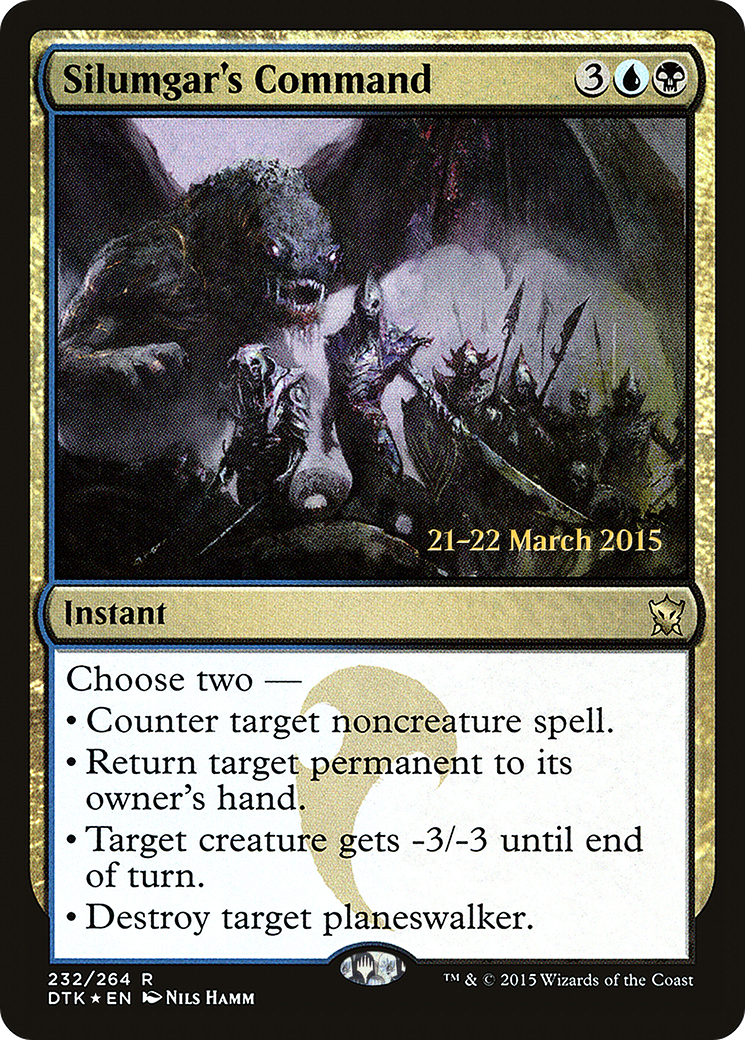 Silumgar's Command 3
21–22 March 2015
Instant
Choose two —
• Counter target noncreature spell.
• Return target permanent to its
owner's hand.
• Target creature gets -3/-3 until end
of turn.
• Destroy target planeswalker.
232/264 R
DTK ★ EN Nils Hamm
™ & © 2015 Wizards of the Coast